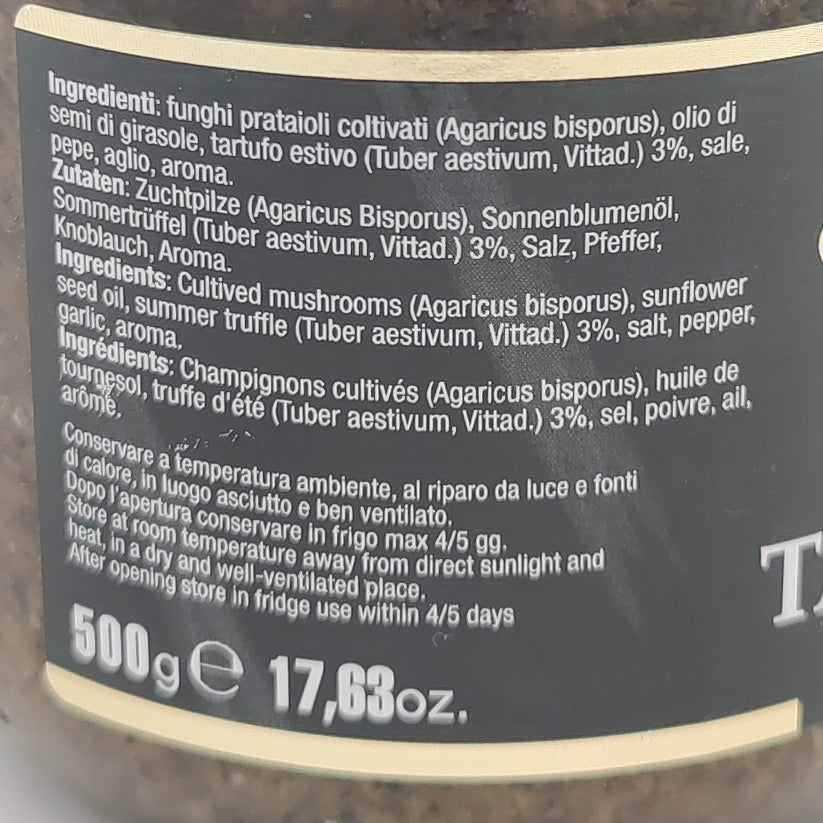 Ingredienti: funghi prataioli coltivati (Agaricus bisporus), olio di
semi di girasole, tartufo estivo (Tuber aestivum, Vittad.) 3%, sale,
pepe, aglio, aroma.
Zutaten: Zuchtpilze (Agaricus Bisporus), Sonnenblumenöl,
Sommertrüffel (Tuber aestivum, Vittad.) 3%, Salz, Pfeffer,
Knoblauch, Aroma.
Ingredients: Cultived mushrooms (Agaricus bisporus), sunflower
seed oil, summer truffle (Tuber aestivum, Vittad.) 3%, salt, pepper,
garlic, aroma.
Ingrédients: Champignons cultivés (Agaricus bisporus), huile de
tournesol, truffe d'été (Tuber aestivum, Vittad.) 3%, sel, poivre, ail,
arôme.
Conservare a temperatura ambiente, al riparo da luce e fonti
di calore, in luogo asciutto e ben ventilato.
Dopo l'apertura conservare in frigo max 4/5 gg.
Store at room temperature away from direct sunlight and
heat, in a dry and well-ventilated place.
After opening store in fridge use within 4/5 days
500g e 17,63oz.